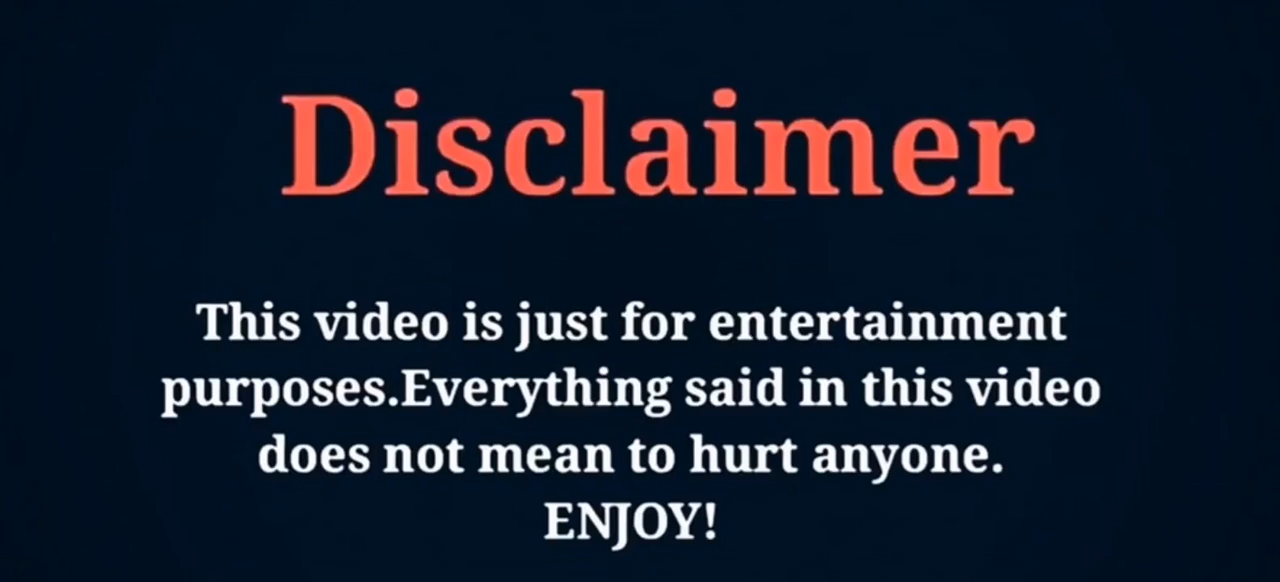 Disclaimer
This video is just for entertainment
purposes.Everything said in this video
does not mean to hurt anyone.
ENJOY!